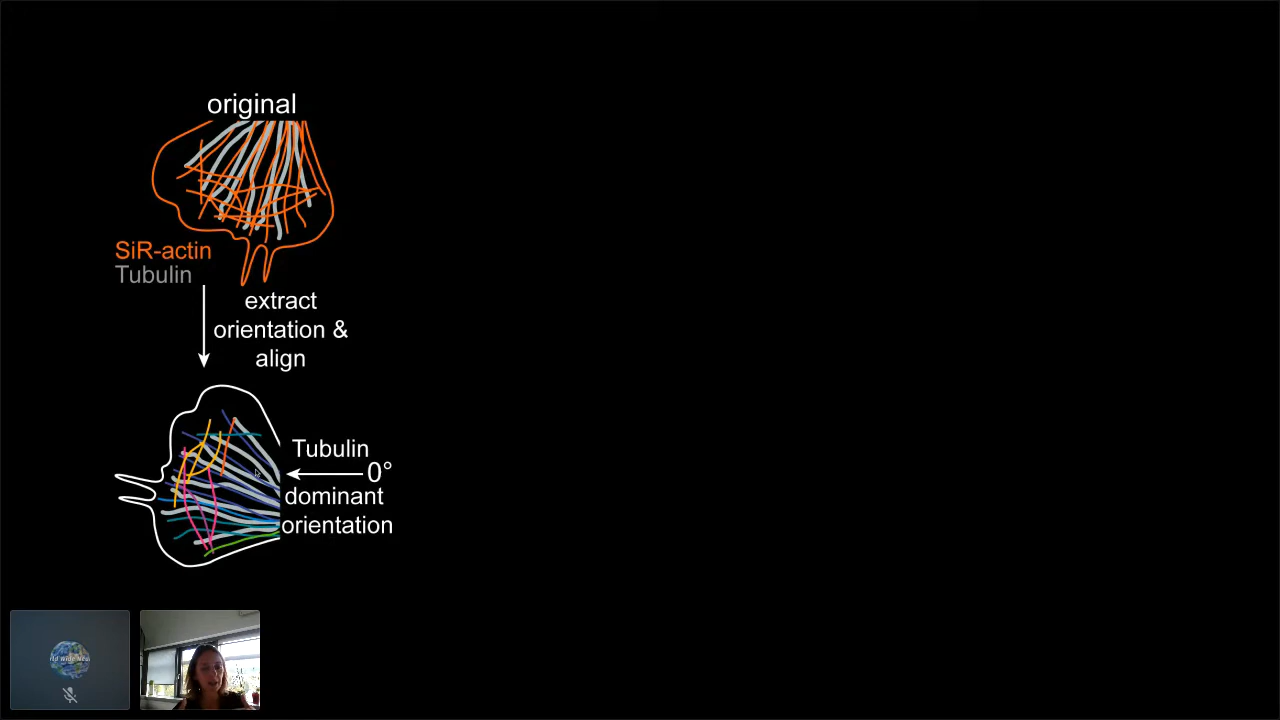 original
SiR-actin
Tubulin
extract
orientation &
align
Tubulin
0°
dominant
orientation